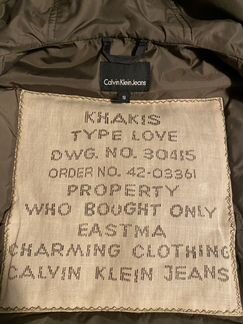 Calvin Klein Jeans
S
KHAKIS
TYPE LOVE
DWG. NO. 30415
ORDER NO. 42-03361
PROPERTY
WHO BOUGHT ONLY
EASTMA
CHARMING CLOTHING
CALVIN KLEIN JEANS